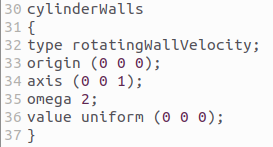 30 cylinderWalls
31 {
32 type rotatingWallVelocity;
33 origin (0 0 0);
34 axis (0 0 1);
35 omega 2;
36 value uniform (0 0 0);
37 }